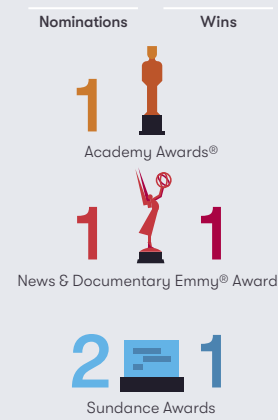 Nominations Wins
1
Academy Awards®
1 1
News & Documentary Emmy® Award
2 1
Sundance Awards